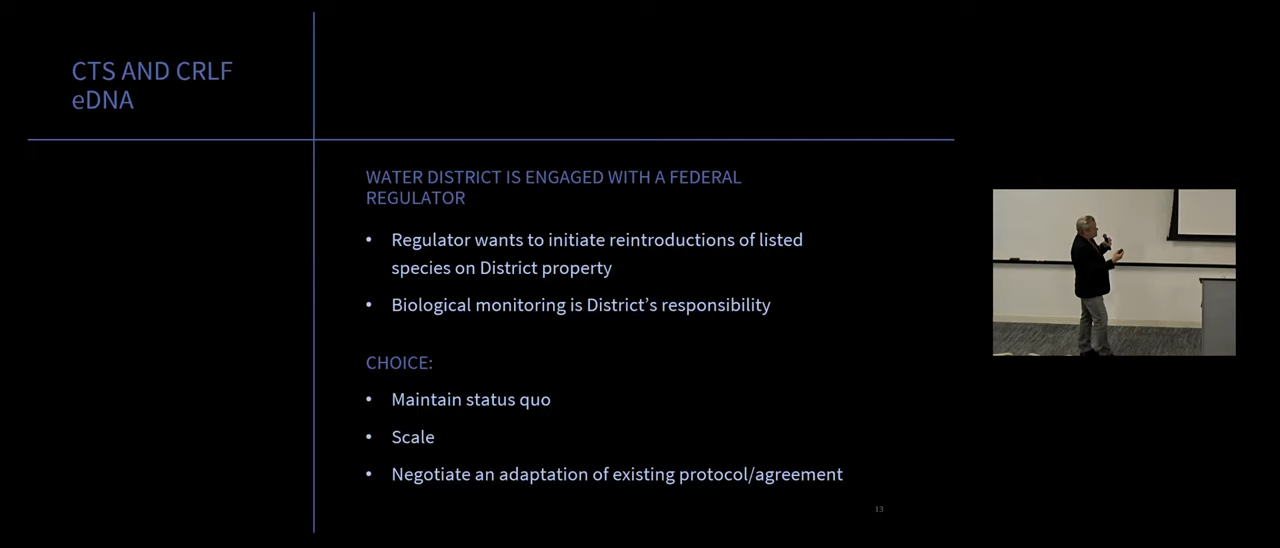 CTS AND CRLF
eDNA
WATER DISTRICT IS ENGAGED WITH A FEDERAL
REGULATOR
• Regulator wants to initiate reintroductions of listed
species on District property
• Biological monitoring is District's responsibility
CHOICE:
• Maintain status quo
• Scale
• Negotiate an adaptation of existing protocol/agreement
13